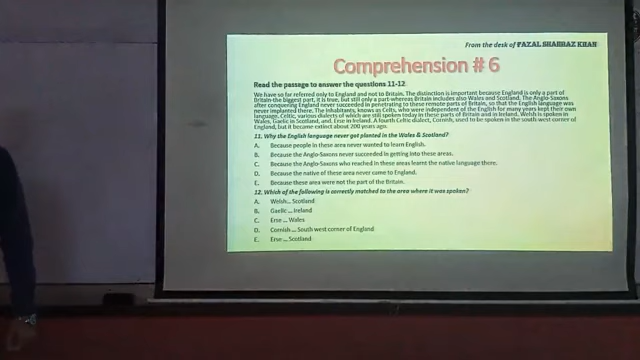 From the desk of FAZAL SHAHBAZ KHAN
Comprehension # 6
Read the passage to answer the questions 11-12.
We have so far referred only to England and not to Britain. The distinction is important because England is only a part of
Britain-the biggest part, it is true, but still only a part-whereas Britain includes also Wales and Scotland. The Anglo-Saxons
after conquering England never succeeded in penetrating to these remote parts of Britain, so that the English language was
never implanted there. The inhabitants, known as Celts, who were independent of the English for many years kept their own
language. Celtic, various dialects of which are still spoken today in these parts of Britain and in Ireland. Welsh is spoken in
Wales, Gaelic in Scotland, and, Erse in Ireland. A fourth Celtic dialect, Cornish, used to be spoken in the south west corner of
England, but it became extinct about 200 years ago.
11. Why the English language never got planted in the Wales & Scotland?
A. Because people in these area never wanted to learn English.
B. Because the Anglo-Saxons never succeeded in getting into these areas.
C. Because the Anglo-Saxons who reached in these areas learnt the native language there.
D. Because the native of these area never came to England.
E. Because these area were not the part of the Britain.
12. Which of the following is correctly matched to the area where it was spoken?
A. Welsh... Scotland
B. Gaelic ... Ireland
C. Erse ... Wales
D. Cornish ... South west corner of England
E. Erse ... Scotland